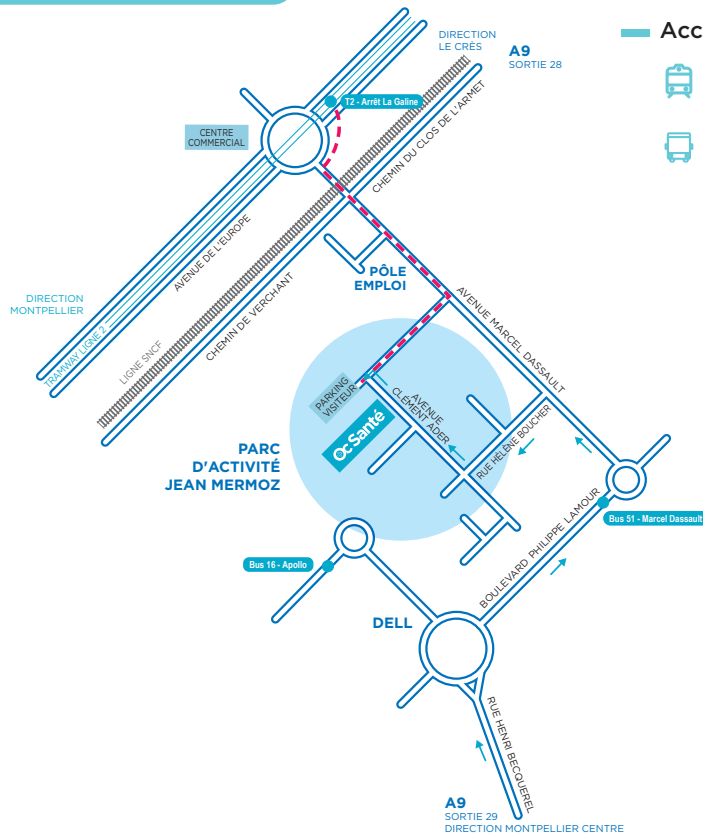 DIRECTION
LE CRÈS
A9
SORTIE 28
Acc
T2 - Arrêt La Galine
CENTRE
COMMERCIAL
CHEMIN DU CLOS DE L'ARMET
AVENUE DE L'EUROPE
PÔLE
EMPLOI
DIRECTION
MONTPELLIER
TRAMWAY LIGNE 2
LIGNE SNCF
CHEMIN DE VERCHANT
AVENUE MARCEL DASSAULT
PARKING
VISITEUR
AVENUE
CLÉMENT ADER
OcSanté
RUE HÉLÈNE BOUCHER
PARC
D'ACTIVITÉ
JEAN MERMOZ
BOULEVARD PHILIPPE LAMOUR
Bus 51 - Marcel Dassault
Bus 16 - Apollo
DELL
RUE HENRI BECQUEREL
A9
SORTIE 29
DIRECTION MONTPELLIER CENTRE